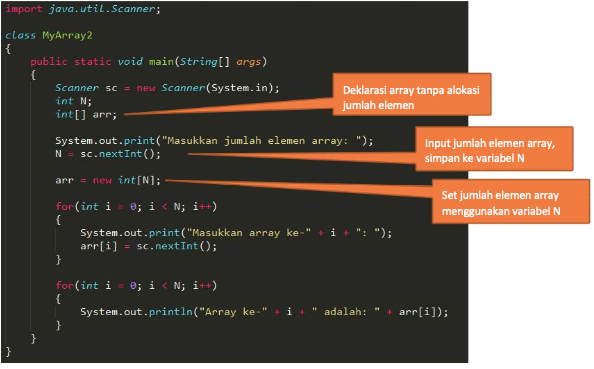 import java.util.Scanner;
class MyArray2
{
public static void main(String[] args)
{
Scanner sc = new Scanner(System.in);
int N;
int[] arr;
System.out.print("Masukkan jumlah elemen array: ");
N = sc.nextInt();
arr = new int[N];
for(int i = 0; i < N; i++)
{
System.out.print("Masukkan array ke-" + i + ": ");
arr[i] = sc.nextInt();
}
for(int i = 0; i < N; i++)
{
System.out.println("Array ke-" + i + " adalah: " + arr[i]);
}
}
}
Deklarasi array tanpa alokasi
jumlah elemen
Input jumlah elemen array,
simpan ke variabel N
Set jumlah elemen array
menggunakan variabel N